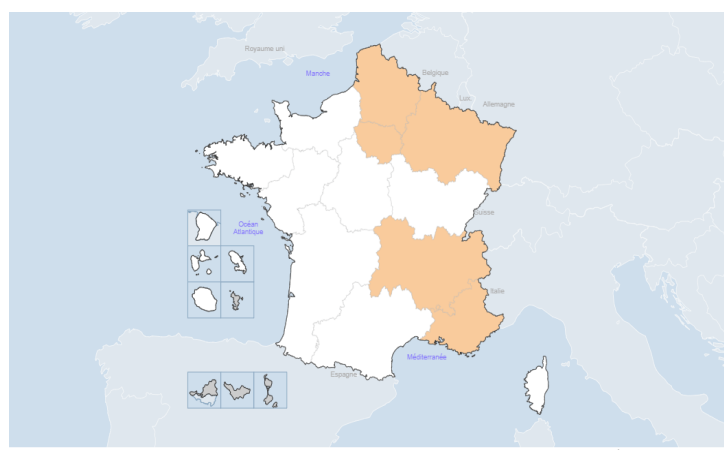 Royaume uni
Manche
Belgique
Lux.
Allemagne
Suisse
Océan
Atlantique
Italie
Méditerranée
Espagne